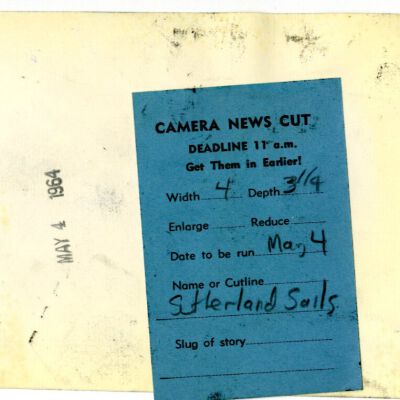 CAMERA NEWS CUT
DEADLINE 11 a.m.
Get Them in Earlier!
Width 4 Depth 3 1/4
Enlarge Reduce
Date to be run May 4
Name or Cutline
Sutherland Sails
Slug of story
MAY 4 1964